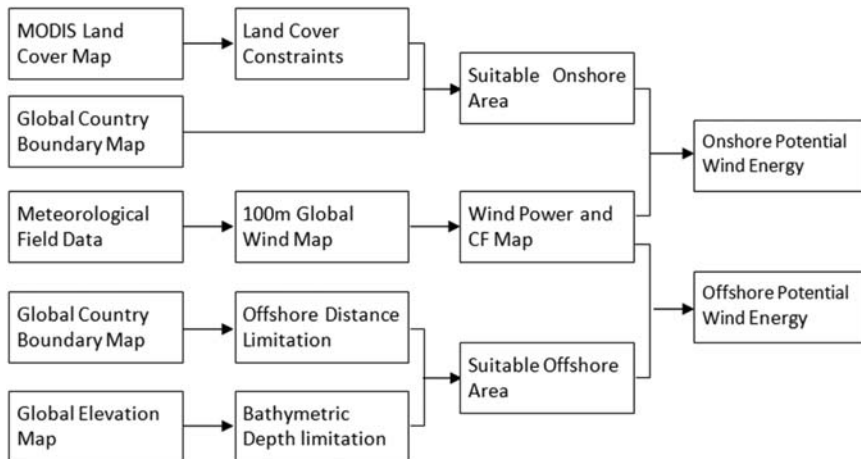 MODIS Land
Cover Map
Land Cover
Constraints
Global Country
Boundary Map
Suitable Onshore
Area
Onshore Potential
Wind Energy
Meteorological
Field Data
100m Global
Wind Map
Wind Power and
CF Map
Global Country
Boundary Map
Offshore Distance
Limitation
Offshore Potential
Wind Energy
Global Elevation
Map
Bathymetric
Depth limitation
Suitable Offshore
Area